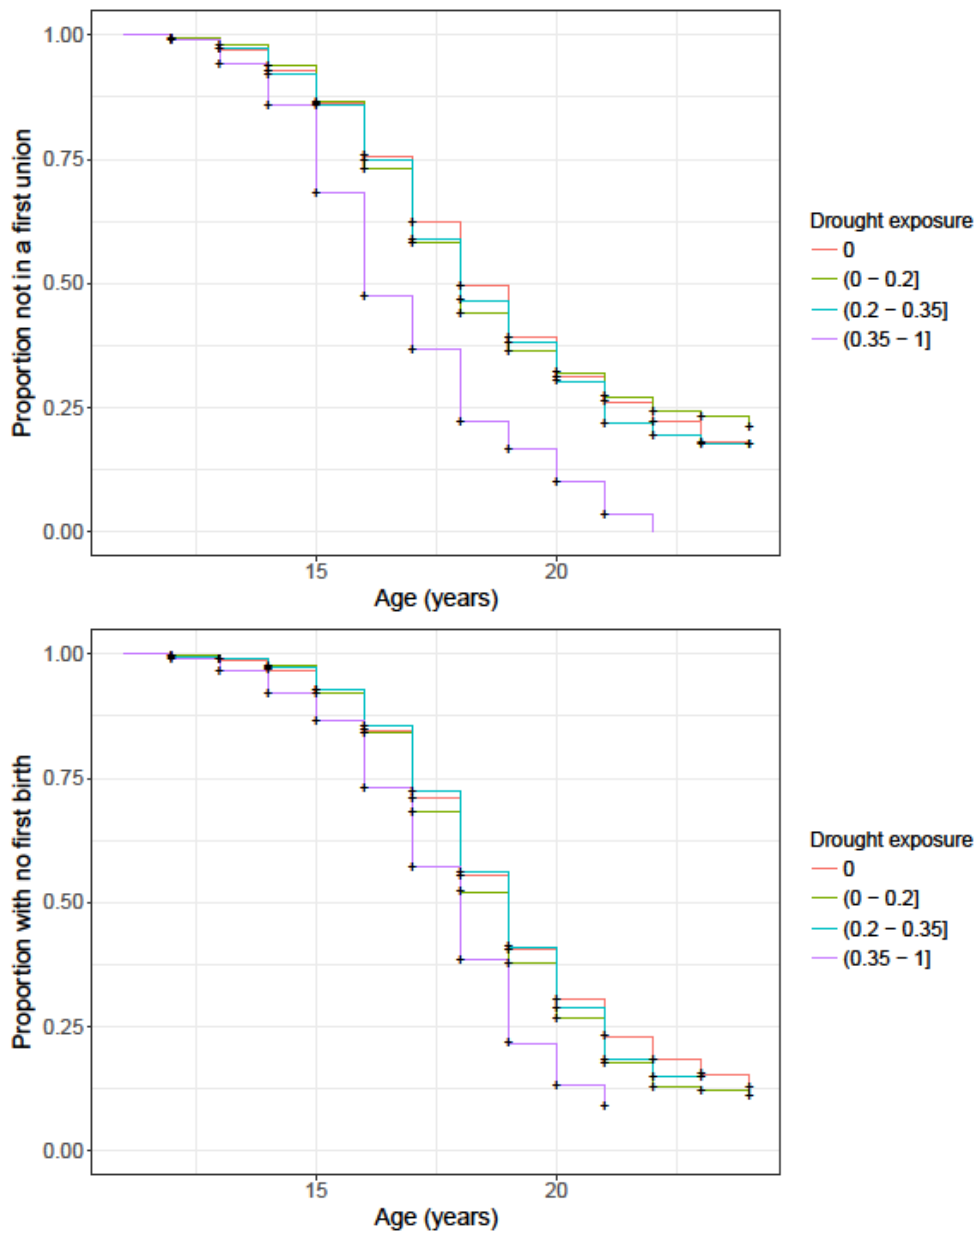 1.00
0.75
0.50
0.25
0.00
Proportion not in a first union
15
20
Age (years)
Drought exposure
0
(0 − 0.2]
(0.2 − 0.35]
(0.35 − 1]
1.00
0.75
0.50
0.25
0.00
Proportion with no first birth
15
20
Age (years)
Drought exposure
0
(0 − 0.2]
(0.2 − 0.35]
(0.35 − 1]